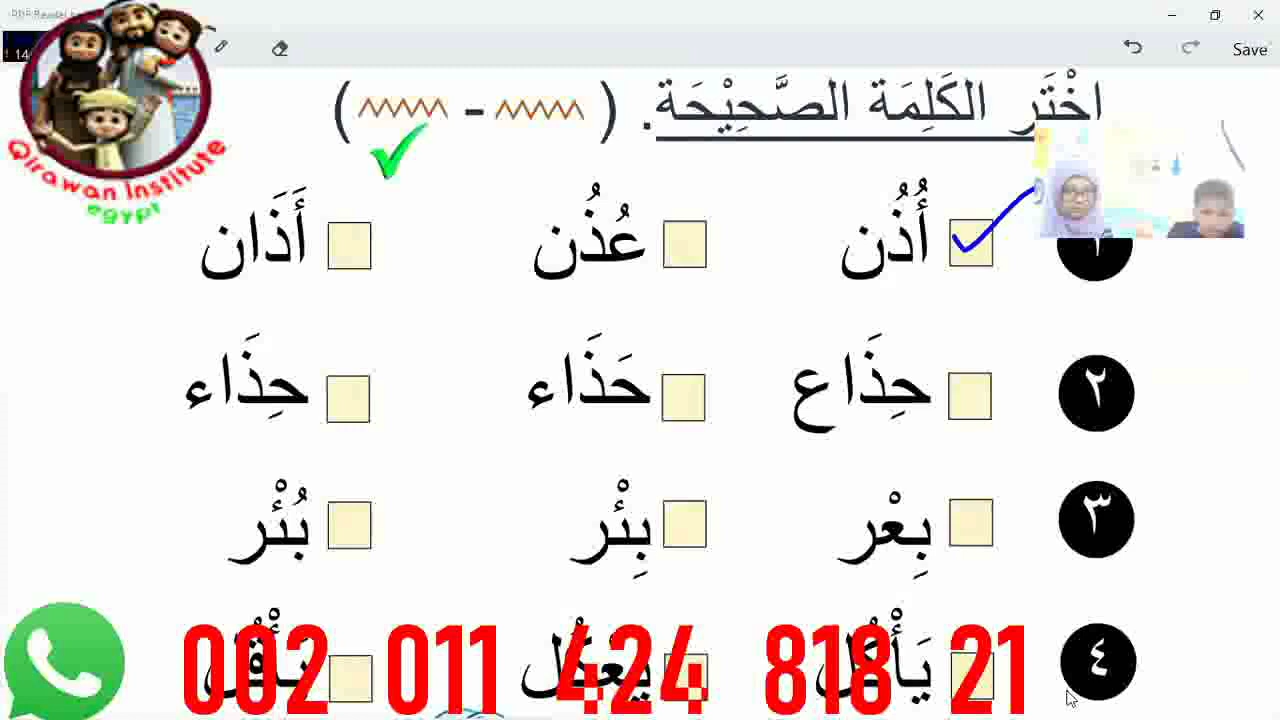 Save
Qirawan Institute
egypt
اخْتَرِ الكَلِمَة الصَّحِيْحَة. ( - )
١ أُذُن عُذُن أَذَان
٢ حِذَاع حَذَاء حِذَاء
٣ بِعْر بِئْر بُئْر
٤ يَأْكُل يَعْكُل
002 011 424 818 21